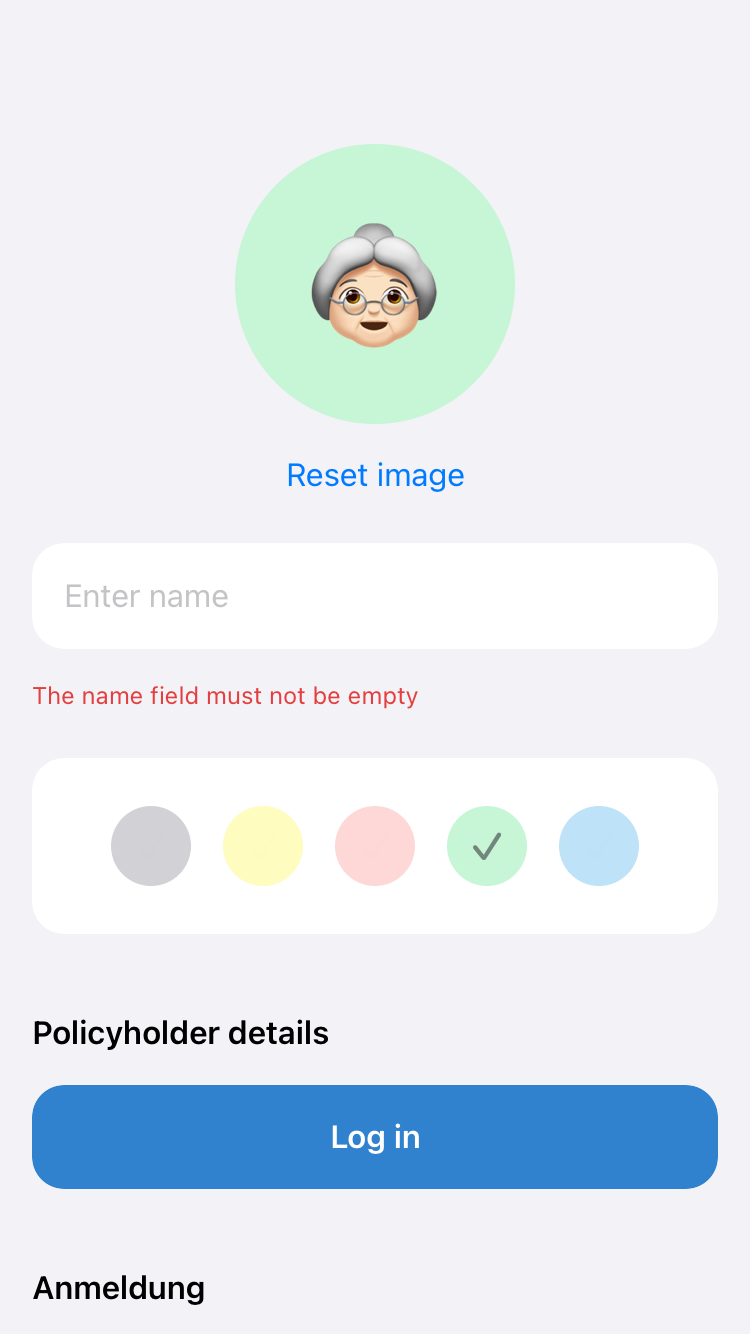 Reset image
Enter name
The name field must not be empty
Policyholder details
Log in
Anmeldung